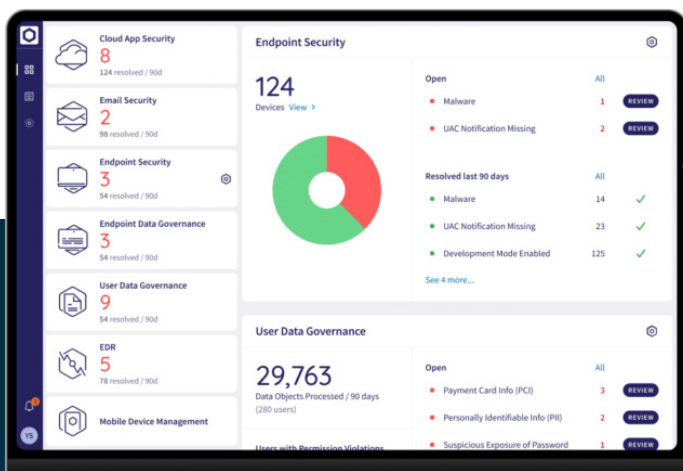 Cloud App Security
8
124 resolved / 90d
Email Security
2
98 resolved / 90d
Endpoint Security
3
54 resolved / 90d
Endpoint Data Governance
3
54 resolved / 90d
User Data Governance
9
54 resolved / 90d
EDR
5
78 resolved / 90d
Mobile Device Management
YS
Endpoint Security
124
Devices View >
Open All
Malware 1 REVIEW
UAC Notification Missing 2 REVIEW
Resolved last 90 days All
Malware 14
UAC Notification Missing 23
Development Mode Enabled 125
See 4 more...
User Data Governance
29,763
Data Objects Processed / 90 days
(280 users)
Users with Permission Violations
Open All
Payment Card Info (PCI) 3 REVIEW
Personally Identifiable Info (PII) 2 REVIEW
Suspicious Exposure of Password 1 REVIEW